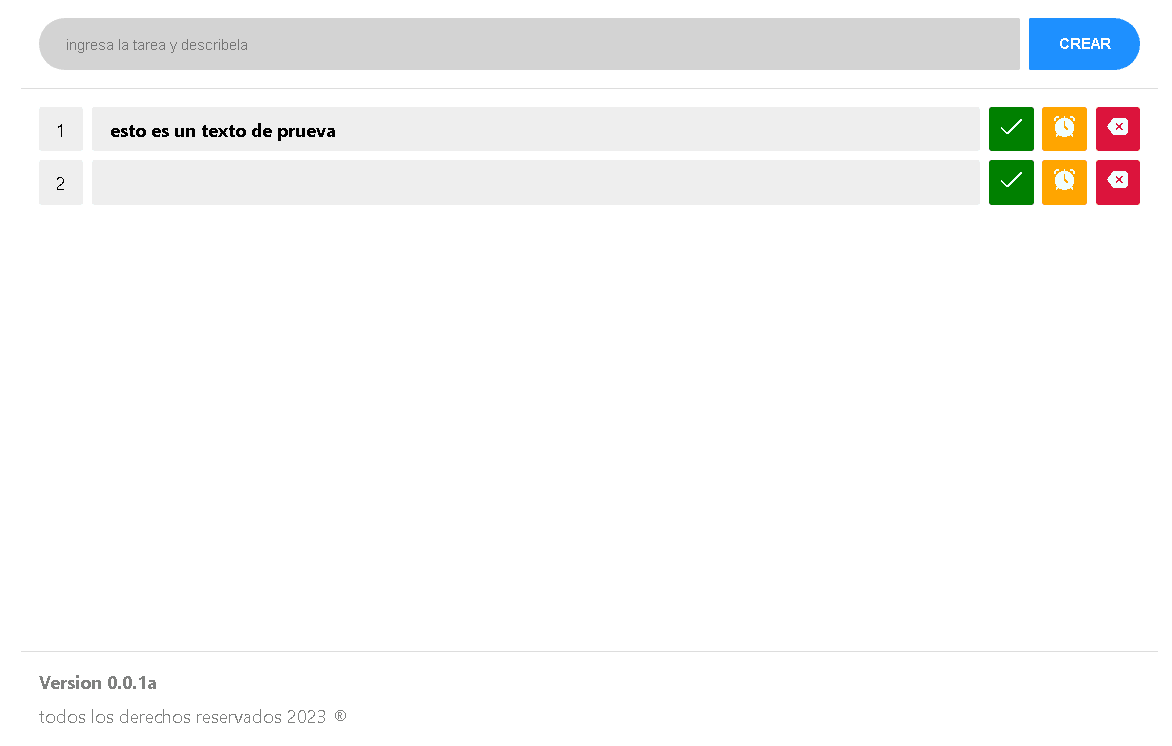 ingresa la tarea y describela
CREAR
1 esto es un texto de prueva
2
Version 0.0.1a
todos los derechos reservados 2023 ®